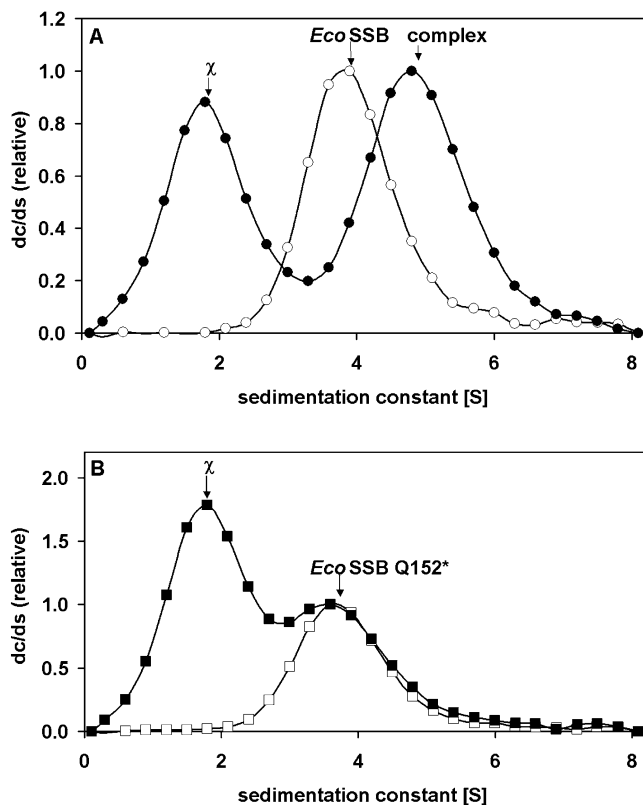 A
Eco SSB complex
χ
1.2
1.0
0.8
0.6
0.4
0.2
0.0
dc/ds (relative)
0 2 4 6 8
sedimentation constant [S]
B
χ
Eco SSB Q152*
2.0
1.5
1.0
0.5
0.0
dc/ds (relative)
0 2 4 6 8
sedimentation constant [S]